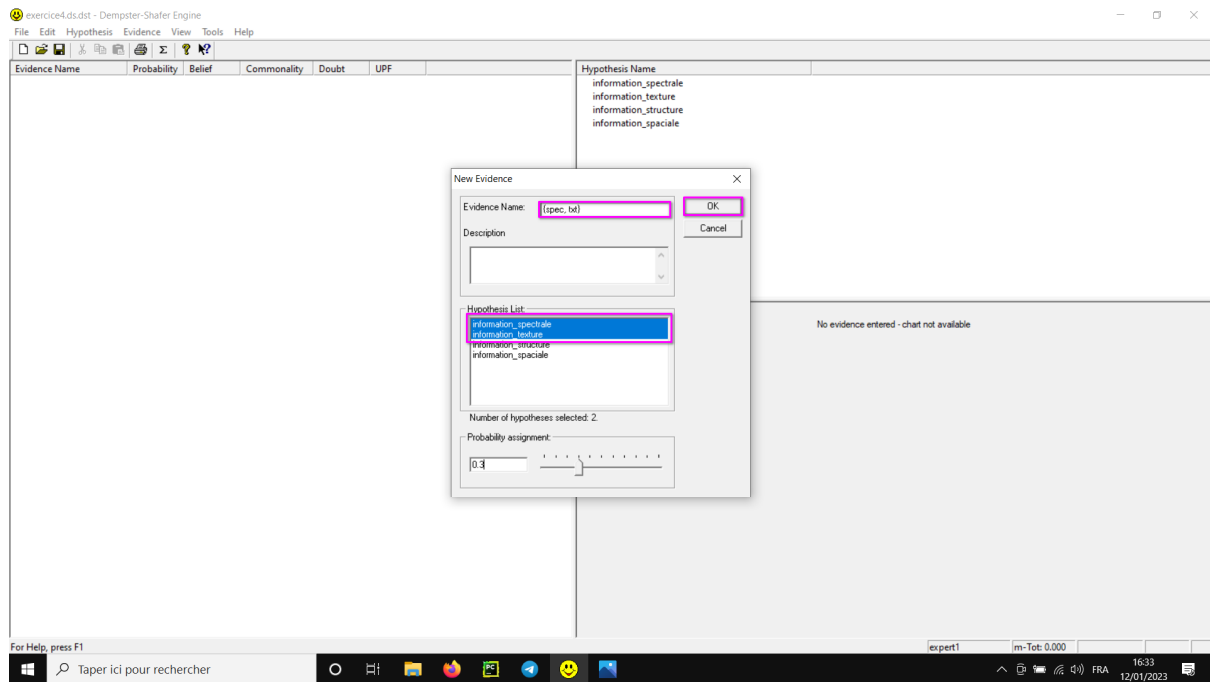 exercice4.ds.dst - Dempster-Shafer Engine
File Edit Hypothesis Evidence View Tools Help
Evidence Name Probability Belief Commonality Doubt UPF
Hypothesis Name
information_spectrale
information_texture
information_structure
information_spaciale
New Evidence
Evidence Name: {spec, txt}
OK
Description
Cancel
Hypothesis List:
information_spectrale
information_texture
information_structure
information_spaciale
Number of hypotheses selected: 2.
Probability assignment:
0.3
No evidence entered - chart not available
For Help, press F1
expert1 m-Tot: 0.000
Taper ici pour rechercher
FRA
16:33
12/01/2023